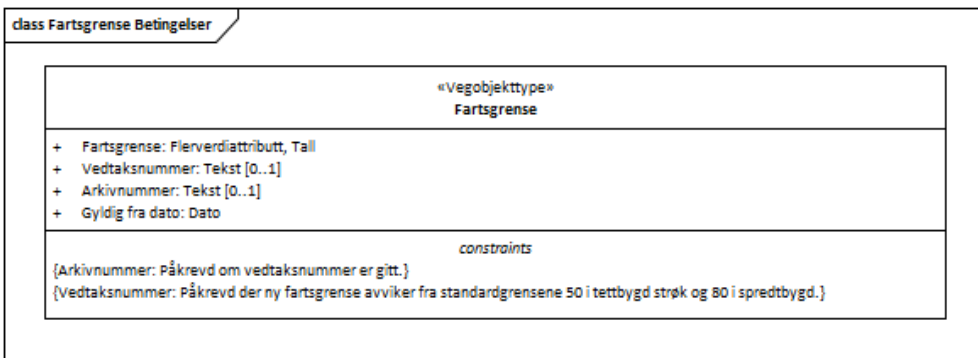 class Fartsgrense Betingelser
«Vegobjekttype»
Fartsgrense
+ Fartsgrense: Flerverdiattributt, Tall
+ Vedtaksnummer: Tekst [0..1]
+ Arkivnummer: Tekst [0..1]
+ Gyldig fra dato: Dato
constraints
{Arkivnummer: Påkrevd om vedtaksnummer er gitt.}
{Vedtaksnummer: Påkrevd der ny fartsgrense avviker fra standardgrensene 50 i tettbygd strøk og 80 i spredtbygd.}